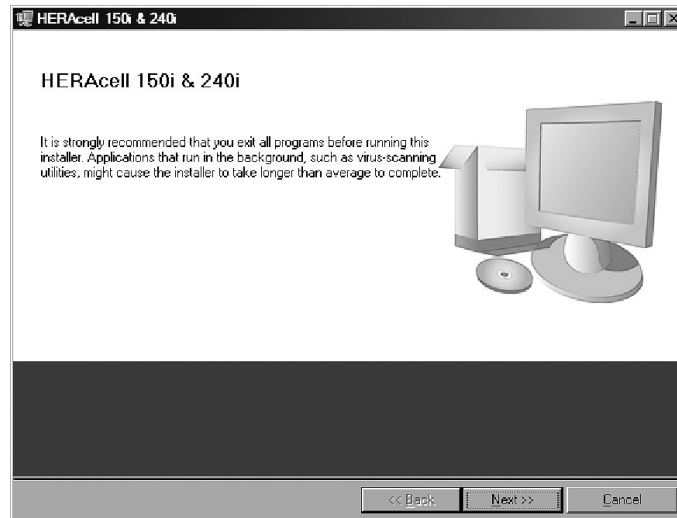 HERAcell 150i & 240i
HERAcell 150i & 240i
It is strongly recommended that you exit all programs before running this
installer. Applications that run in the background, such as virus-scanning
utilities, might cause the installer to take longer than average to complete.
<< Back
Next >>
Cancel